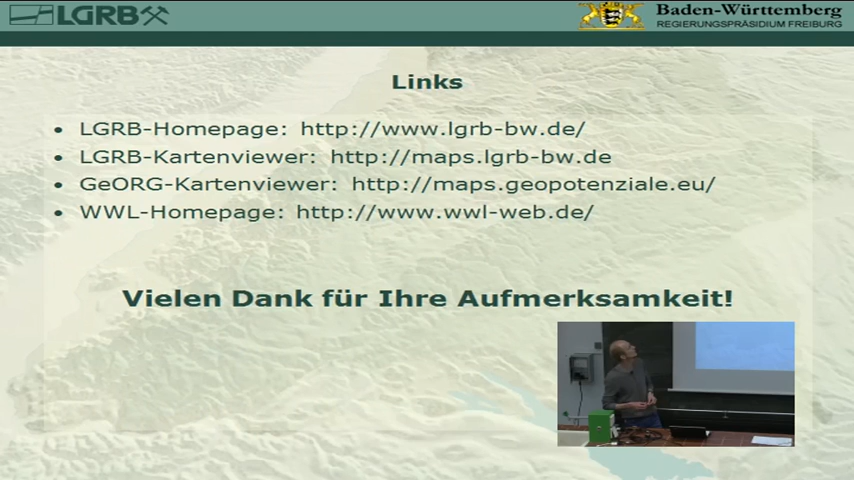 LGRB
Baden-Württemberg
REGIERUNGSPRÄSIDIUM FREIBURG
Links
• LGRB-Homepage: http://www.lgrb-bw.de/
• LGRB-Kartenviewer: http://maps.lgrb-bw.de
• GeORG-Kartenviewer: http://maps.geopotenziale.eu/
• WWL-Homepage: http://www.wwl-web.de/
Vielen Dank für Ihre Aufmerksamkeit!